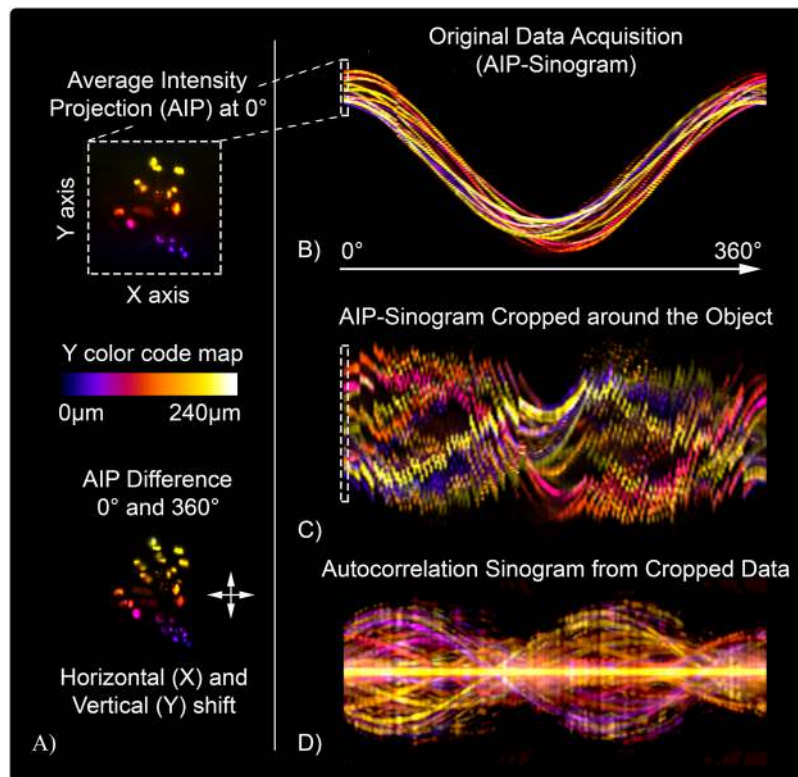 Average Intensity
Projection (AIP) at 0°
Y axis
X axis
Y color code map
0µm
240µm
AIP Difference
0° and 360°
Horizontal (X) and
Vertical (Y) shift
A)
Original Data Acquisition
(AIP-Sinogram)
B)
0°
360°
AIP-Sinogram Cropped around the Object
C)
Autocorrelation Sinogram from Cropped Data
D)